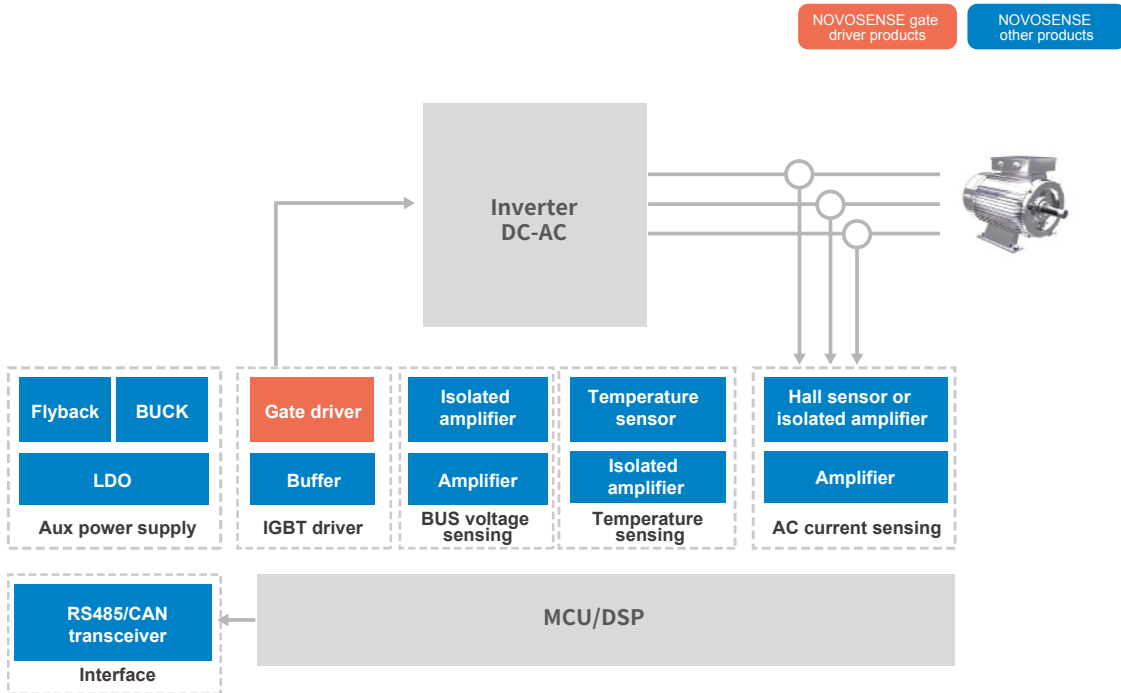 NOVOSENSE gate
driver products
NOVOSENSE
other products
Inverter
DC-AC
Flyback
BUCK
LDO
Aux power supply
Gate driver
Buffer
IGBT driver
Isolated
amplifier
Amplifier
BUS voltage
sensing
Temperature
sensor
Isolated
amplifier
Temperature
sensing
Hall sensor or
isolated amplifier
Amplifier
AC current sensing
RS485/CAN
transceiver
Interface
MCU/DSP